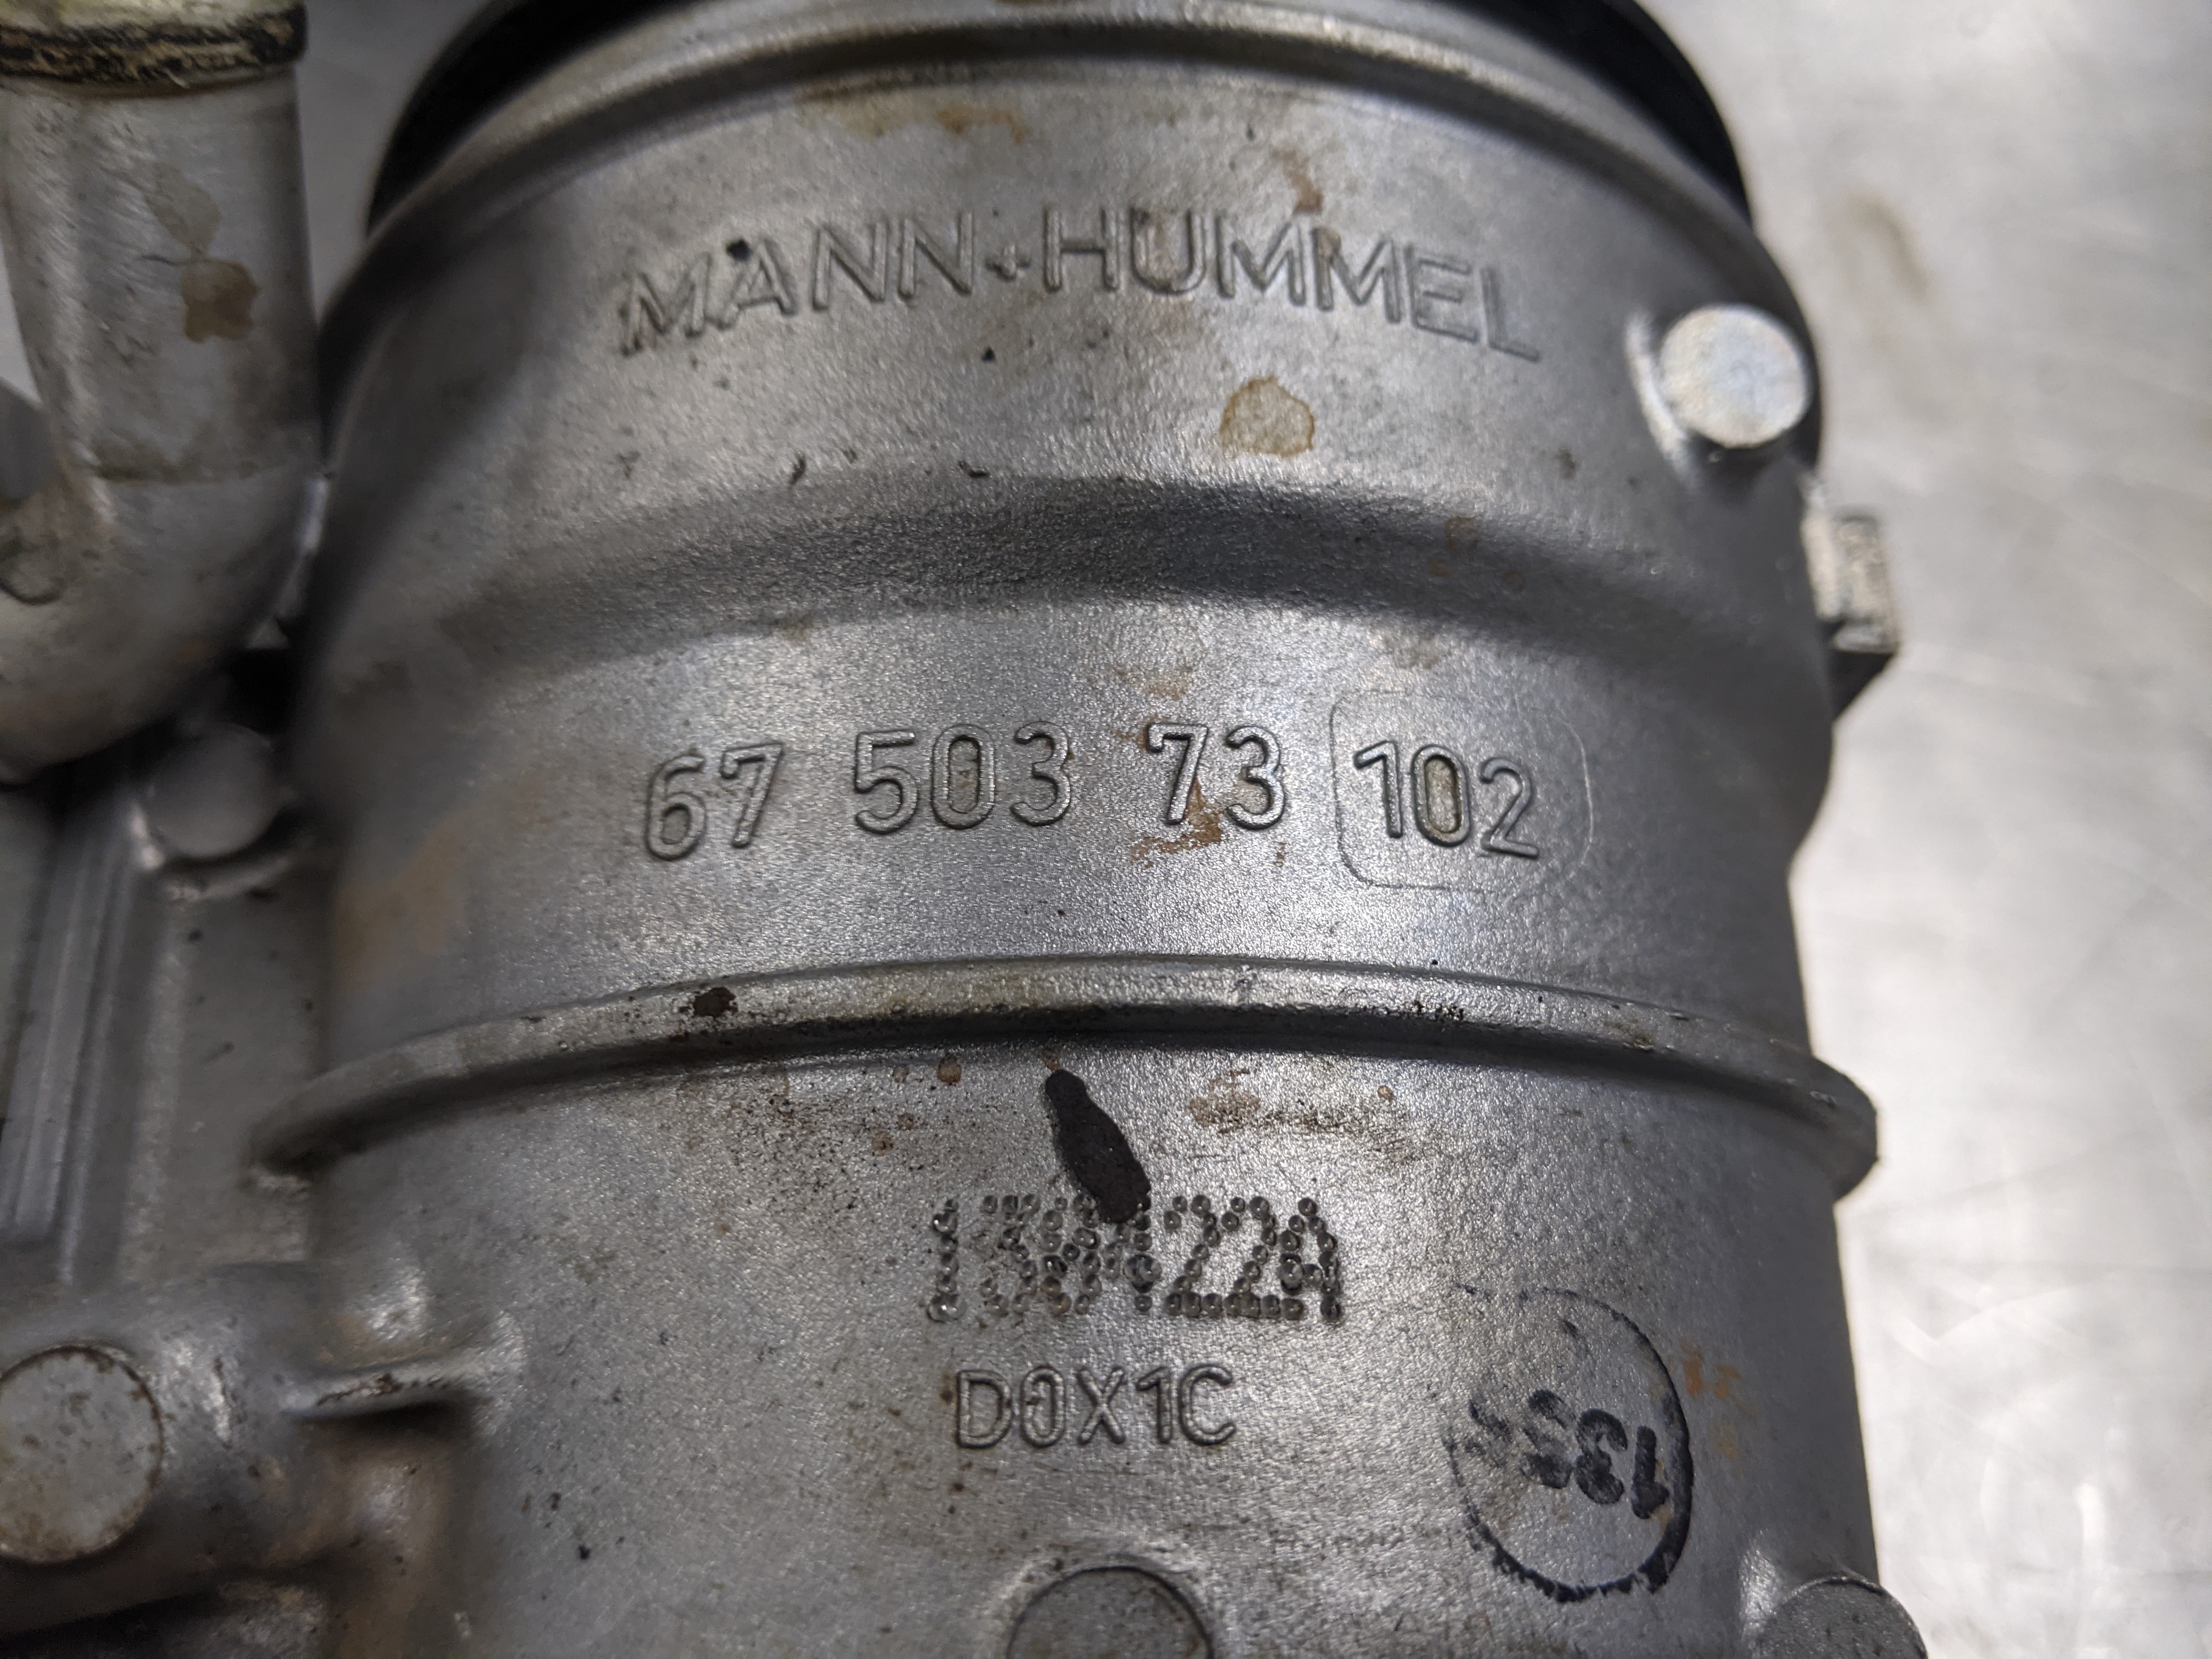 MANN+HUMMEL
67 503 73 102
D0X1C